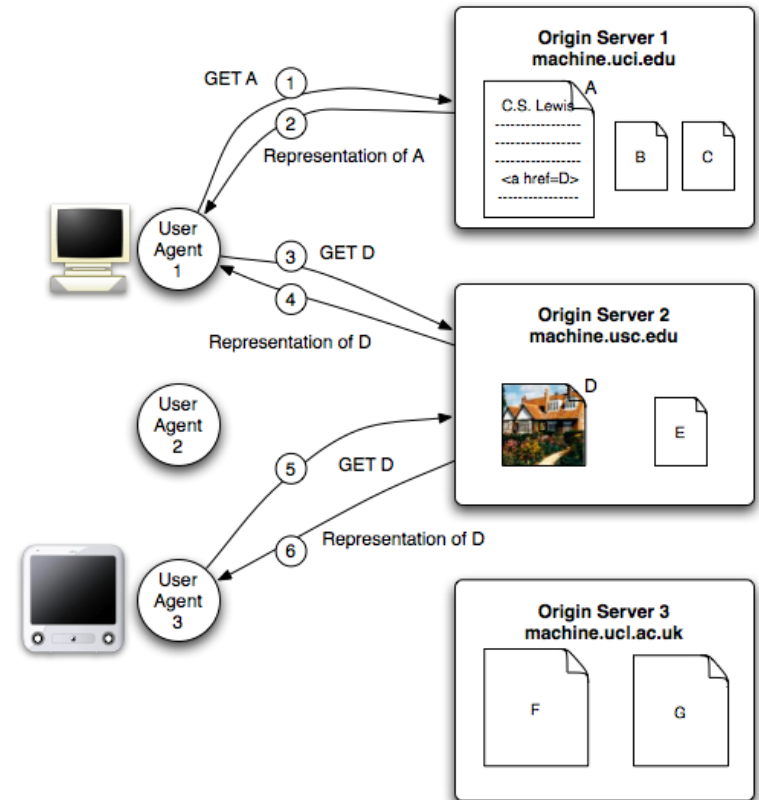 Origin Server 1
machine.uci.edu
GET A
1
A
C.S. Lewis
2
Representation of A
B
C
<a href=D>
User
Agent
1
3
GET D
4
Representation of D
Origin Server 2
machine.usc.edu
D
E
User
Agent
2
5
GET D
6
Representation of D
User
Agent
3
Origin Server 3
machine.ucl.ac.uk
F
G